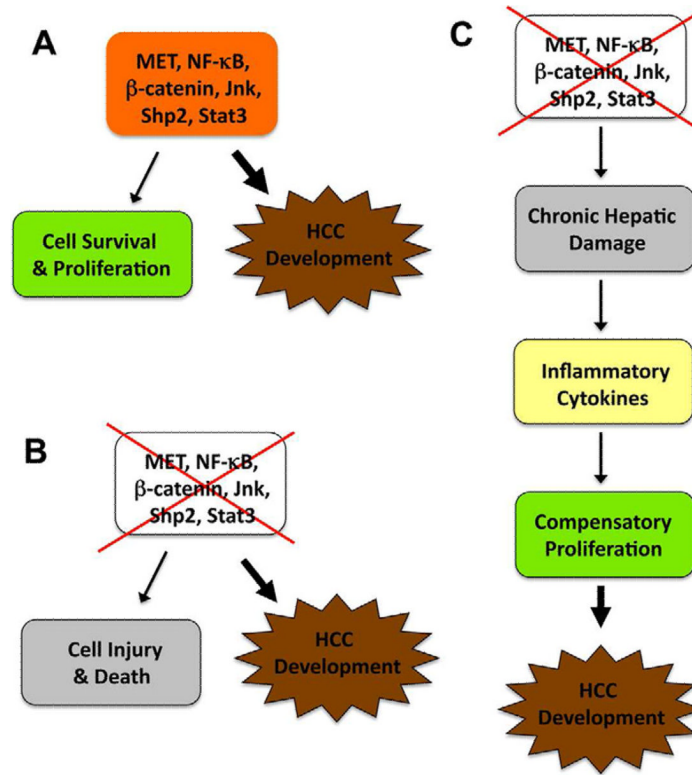 A
MET, NF-κB,
β-catenin, Jnk,
Shp2, Stat3
Cell Survival
& Proliferation
HCC
Development
B
MET, NF-κB,
β-catenin, Jnk,
Shp2, Stat3
Cell Injury
& Death
HCC
Development
C
MET, NF-κB,
β-catenin, Jnk,
Shp2, Stat3
Chronic Hepatic
Damage
Inflammatory
Cytokines
Compensatory
Proliferation
HCC
Development